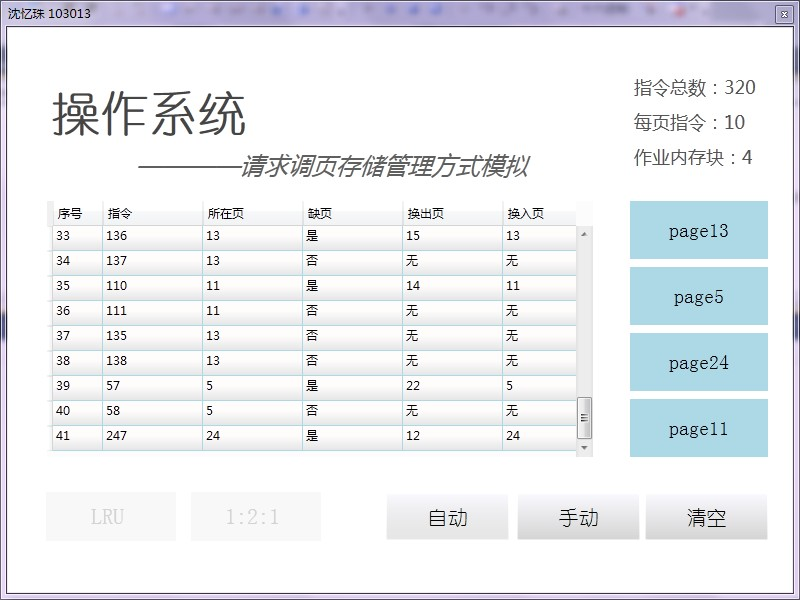 沈忆珠 103013
操作系统
————请求调页存储管理方式模拟
指令总数：320
每页指令：10
作业内存块：4
序号 指令 所在页 缺页 换出页 换入页
33 136 13 是 15 13
34 137 13 否 无 无
35 110 11 是 14 11
36 111 11 否 无 无
37 135 13 否 无 无
38 138 13 否 无 无
39 57 5 是 22 5
40 58 5 否 无 无
41 247 24 是 12 24
page13
page5
page24
page11
LRU 1:2:1 自动 手动 清空